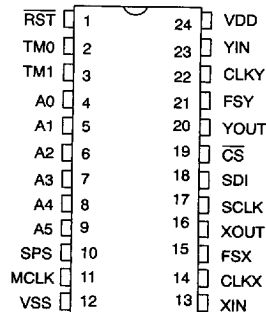 RST 1 24 VDD
TM0 2 23 YIN
TM1 3 22 CLKY
A0 4 21 FSY
A1 5 20 YOUT
A2 6 19 CS
A3 7 18 SDI
A4 8 17 SCLK
A5 9 16 XOUT
SPS 10 15 FSX
MCLK 11 14 CLKX
VSS 12 13 XIN